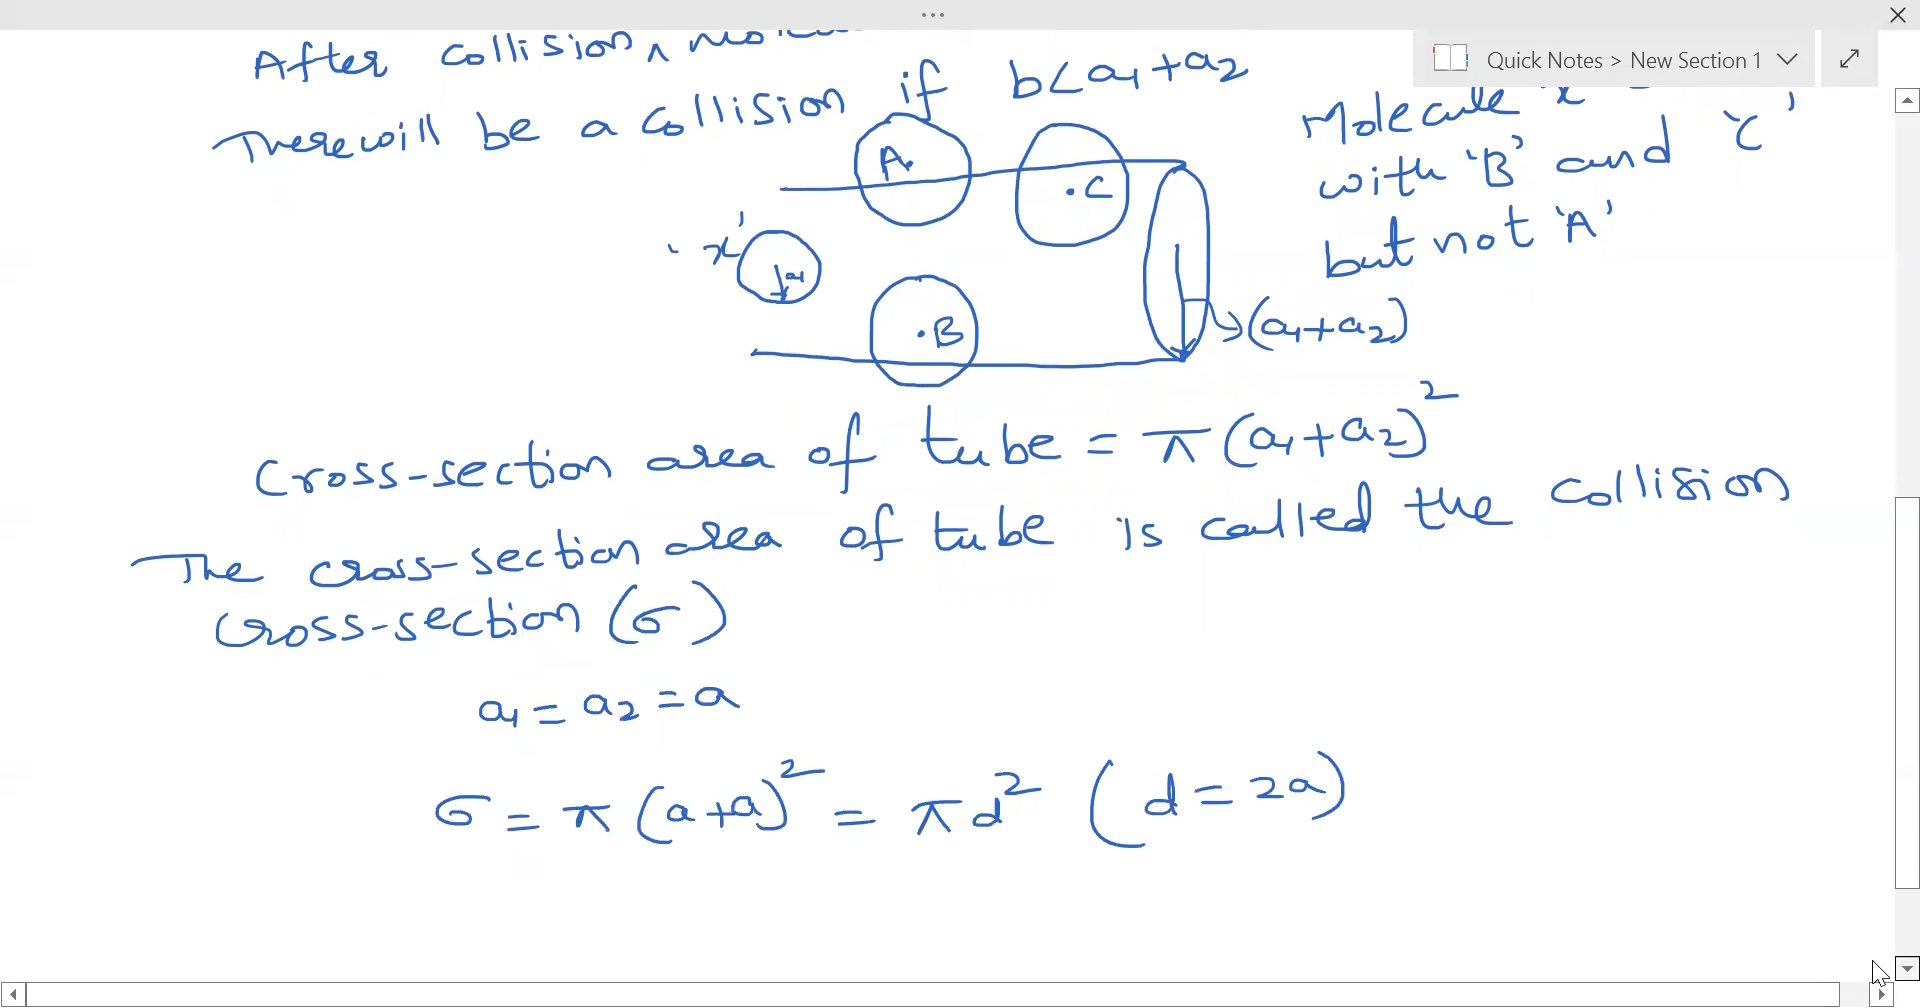 After collision ^
Quick Notes > New Section 1
There will be a collision if b<a₁+a₂
Molecule 'x'
with 'B' and 'C'
but not 'A'
A
C
'x'
a₁
B
(a₁+a₂)
Cross-section area of tube = π(a₁+a₂)²
The cross-section area of tube is called the collision
cross-section (σ)
a₁ = a₂ = a
σ = π(a+a)² = πd² (d = 2a)